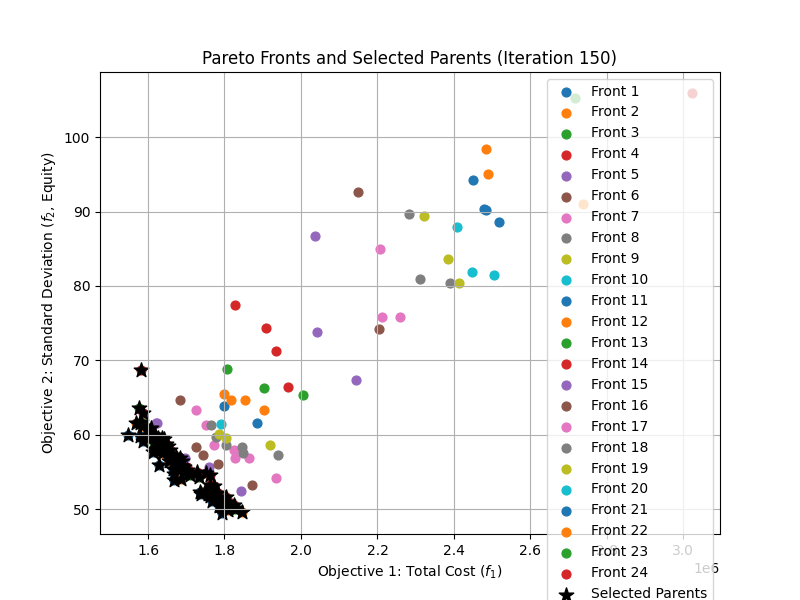 Pareto Fronts and Selected Parents (Iteration 150)
Objective 2: Standard Deviation (f₂, Equity)
100
90
80
70
60
50
1.6
1.8
2.0
2.2
2.4
2.6
2.8
3.0
1e6
Objective 1: Total Cost (f₁)
Front 1
Front 2
Front 3
Front 4
Front 5
Front 6
Front 7
Front 8
Front 9
Front 10
Front 11
Front 12
Front 13
Front 14
Front 15
Front 16
Front 17
Front 18
Front 19
Front 20
Front 21
Front 22
Front 23
Front 24
Selected Parents